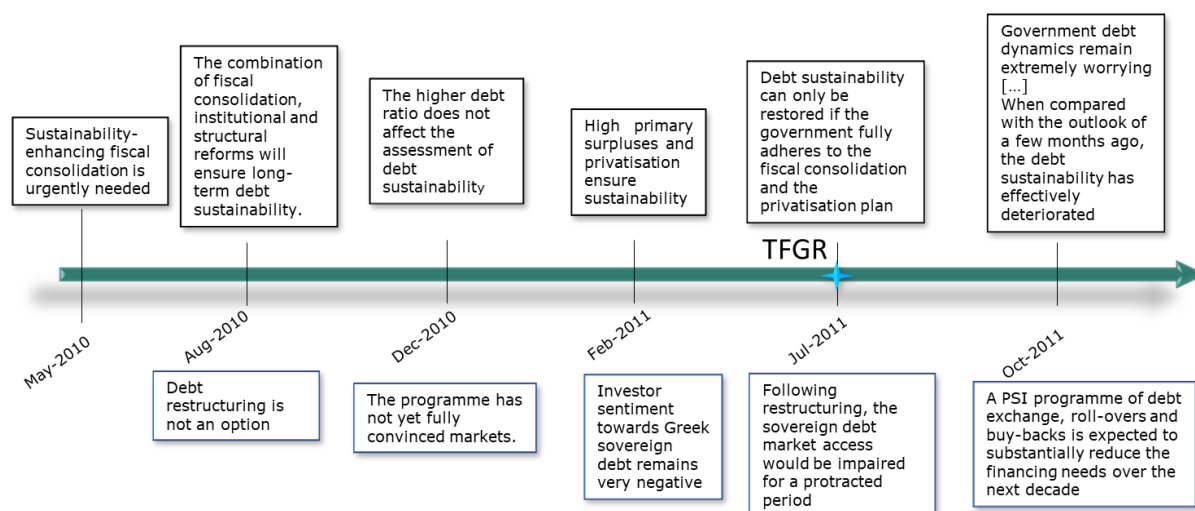 Sustainability-
enhancing fiscal
consolidation is
urgently needed
The combination
of fiscal
consolidation,
institutional and
structural
reforms will
ensure long-
term debt
sustainability.
The higher debt
ratio does not
affect the
assessment of
debt
sustainability
High primary
surpluses and
privatisation
ensure
sustainability
Debt sustainability
can only be
restored if the
government fully
adheres to the
fiscal consolidation
and the
privatisation plan
Government debt
dynamics remain
extremely worrying
[…]
When compared
with the outlook of
a few months ago,
the debt
sustainability has
effectively
deteriorated
TFGR
May-2010
Aug-2010
Dec-2010
Feb-2011
Jul-2011
Oct-2011
Debt
restructuring is
not an option
The programme has
not yet fully
convinced markets.
Investor
sentiment
towards Greek
sovereign
debt remains
very negative
Following
restructuring, the
sovereign debt
market access
would be impaired
for a protracted
period
A PSI programme of debt
exchange, roll-overs and
buy-backs is expected to
substantially reduce the
financing needs over the
next decade